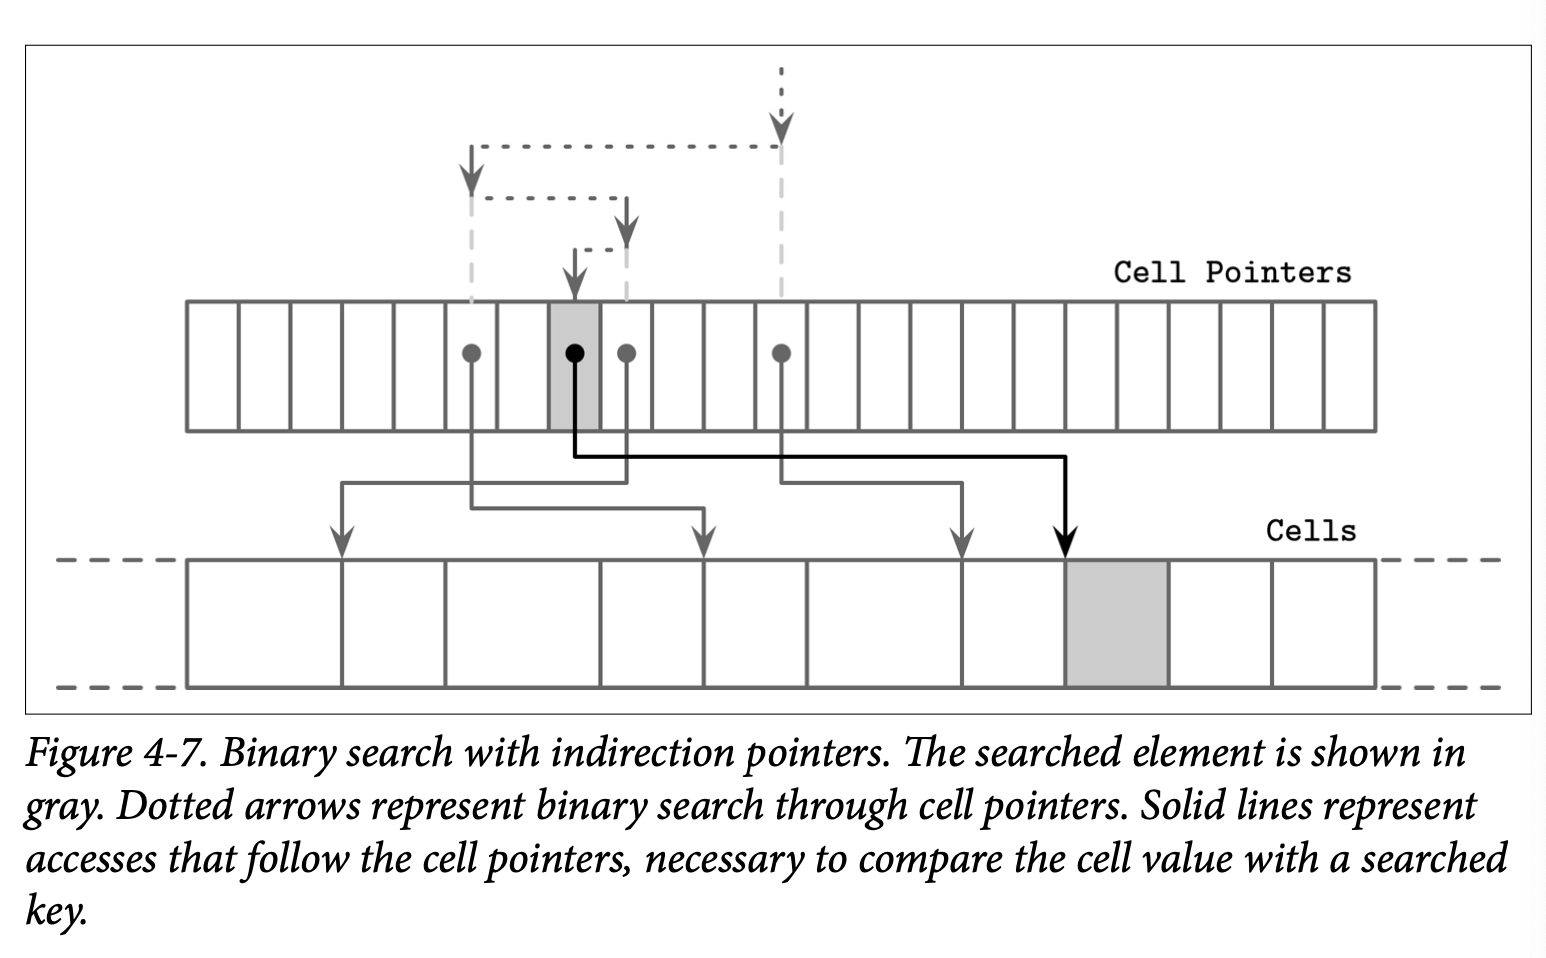 Cell Pointers
Cells
Figure 4-7. Binary search with indirection pointers. The searched element is shown in
gray. Dotted arrows represent binary search through cell pointers. Solid lines represent
accesses that follow the cell pointers, necessary to compare the cell value with a searched
key.